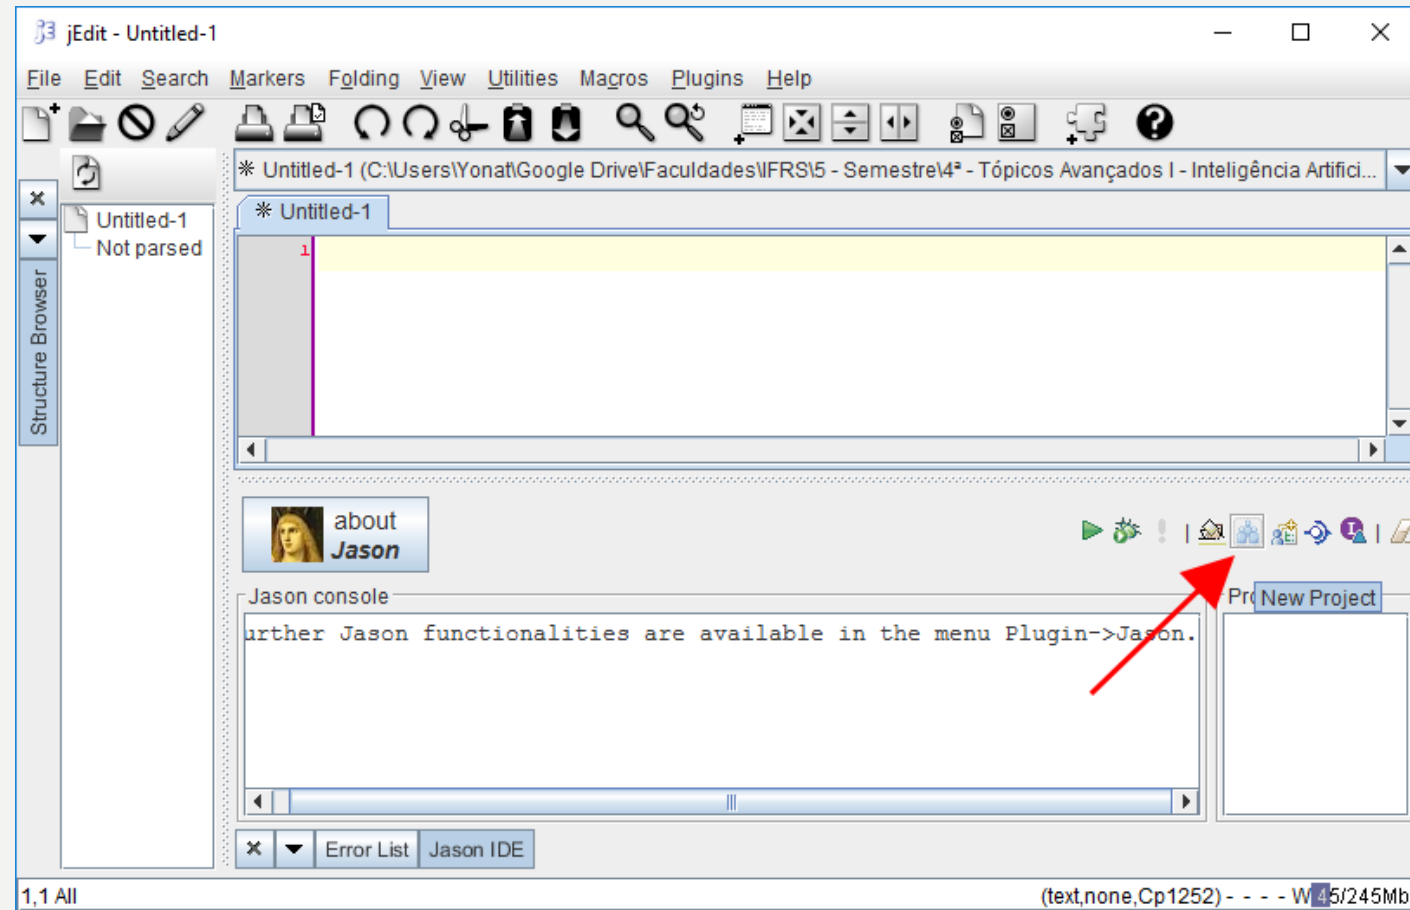 jEdit - Untitled-1
File Edit Search Markers Folding View Utilities Macros Plugins Help
Untitled-1 (C:\Users\Yonat\Google Drive\Faculdades\IFRS\5 - Semestre\4ª - Tópicos Avançados I - Inteligência Artifici...
Untitled-1
Untitled-1
Not parsed
1
Structure Browser
about
Jason
Jason console
Pr
New Project
urther Jason functionalities are available in the menu Plugin->Jason.
Error List Jason IDE
1,1 All
(text,none,Cp1252) - - - - W 45/245Mb